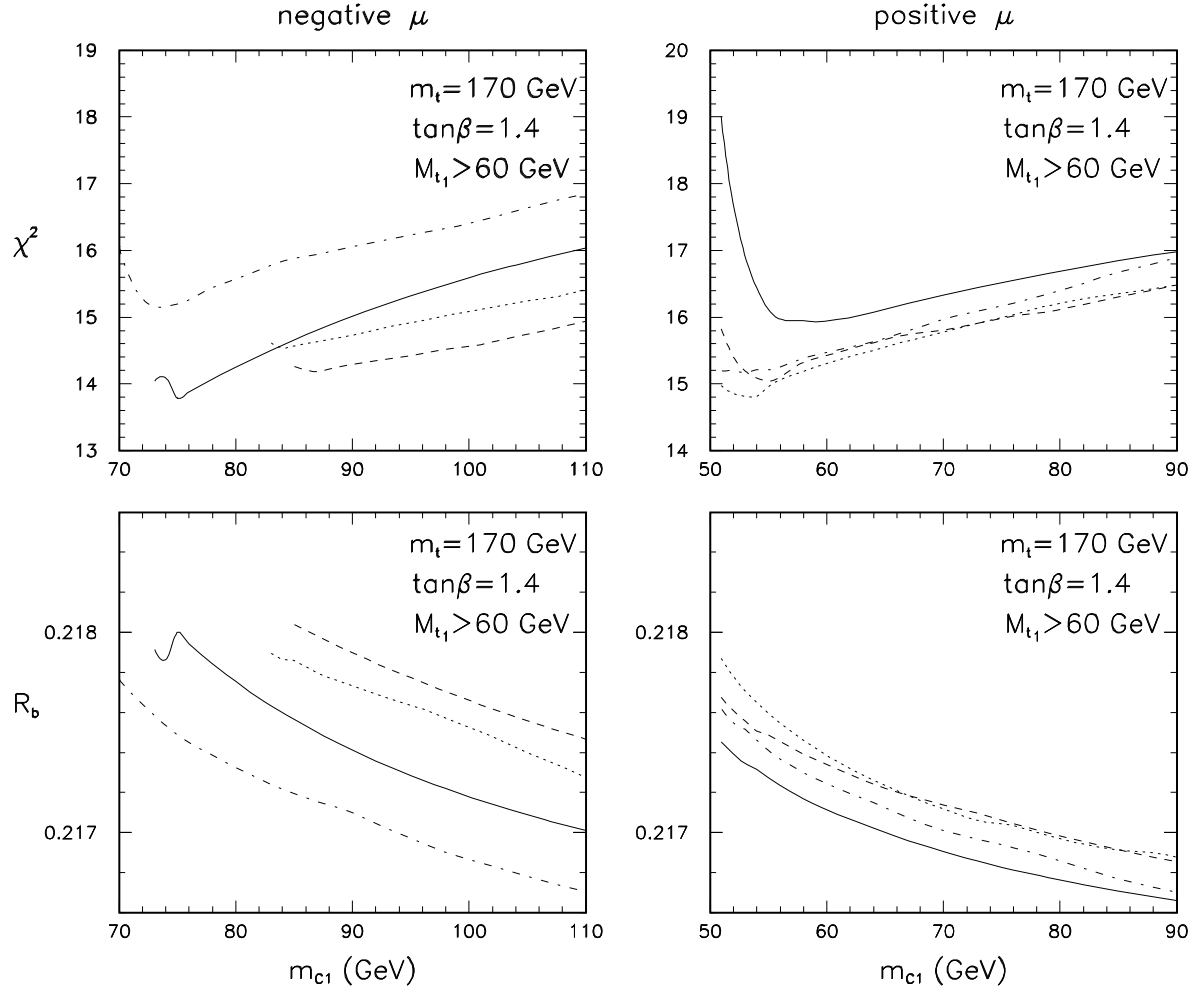 negative μ
positive μ
19
18
17
16
15
14
13
χ²
m_t=170 GeV
tanβ=1.4
M_t₁>60 GeV
70 80 90 100 110
20
19
18
17
16
15
14
m_t=170 GeV
tanβ=1.4
M_t₁>60 GeV
50 60 70 80 90
0.218
0.217
R_b
m_t=170 GeV
tanβ=1.4
M_t₁>60 GeV
70 80 90 100 110
m_C1 (GeV)
0.218
0.217
m_t=170 GeV
tanβ=1.4
M_t₁>60 GeV
50 60 70 80 90
m_C1 (GeV)